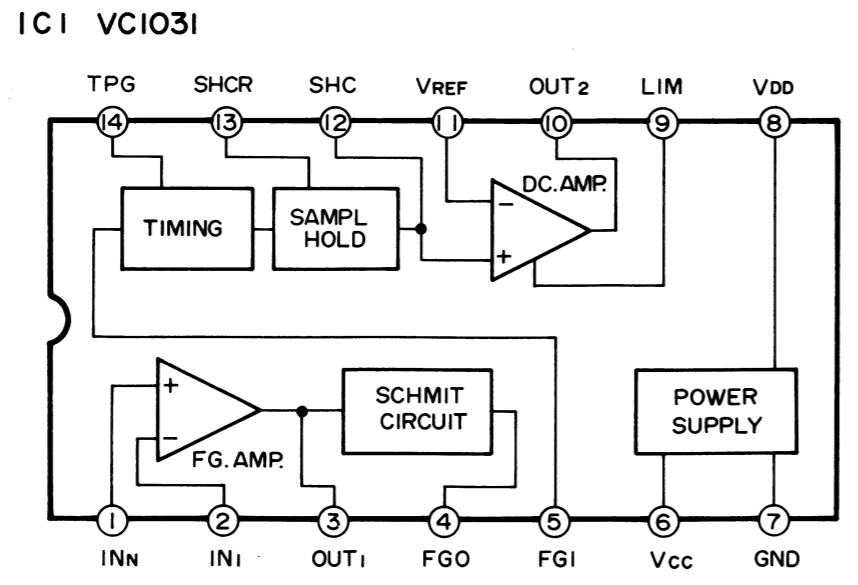 IC1 VC1031
TPG SHCR SHC VREF OUT2 LIM VDD
14 13 12 11 10 9 8
DC.AMP.
TIMING
SAMPL
HOLD
−
+
+
−
FG.AMP.
SCHMIT
CIRCUIT
POWER
SUPPLY
1 2 3 4 5 6 7
INN IN1 OUT1 FGO FGI VCC GND